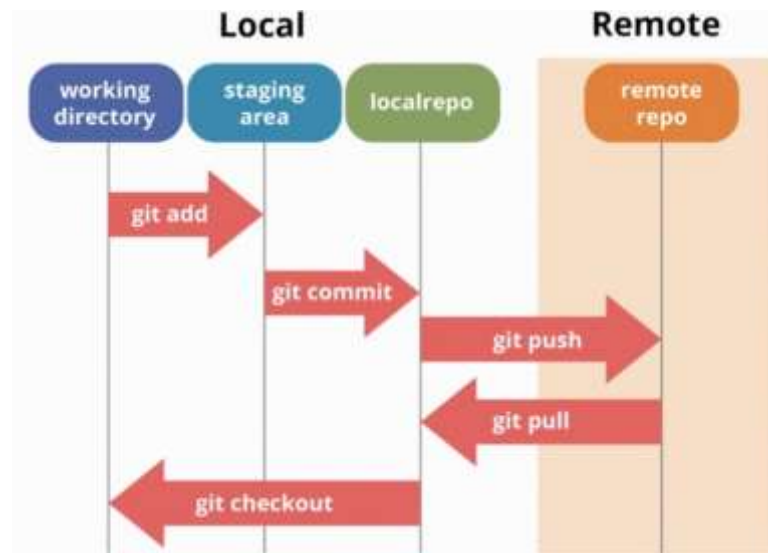 Local
Remote
working
directory
staging
area
localrepo
remote
repo
git add
git commit
git push
git pull
git checkout